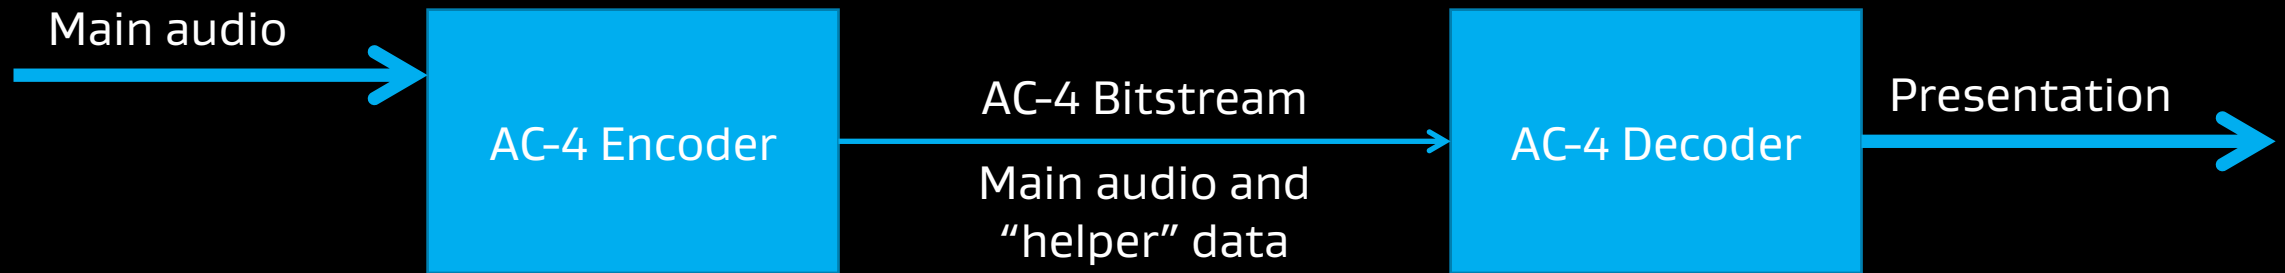 Main audio
AC-4 Encoder
AC-4 Bitstream
Main audio and
“helper” data
AC-4 Decoder
Presentation